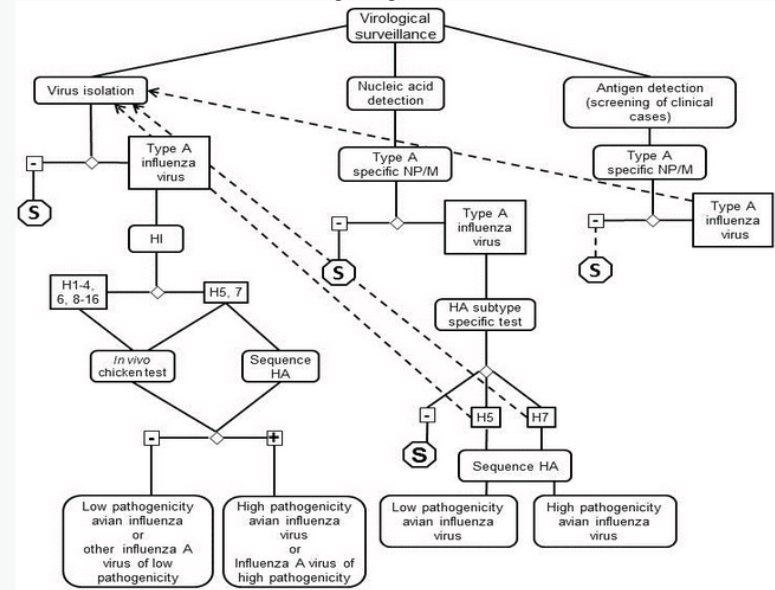 Virological
surveillance
Virus isolation
Nucleic acid
detection
Antigen detection
(screening of clinical
cases)
-
Type A
influenza
virus
Type A
specific NP/M
Type A
specific NP/M
S
-
Type A
influenza
virus
-
Type A
influenza
virus
HI
S
S
H1-4,
6, 8-16
H5, 7
HA subtype
specific test
In vivo
chicken test
Sequence
HA
-
H5
H7
S
-
+
Sequence HA
Low pathogenicity
avian influenza
or
other influenza A
virus of low
pathogenicity
High pathogenicity
avian influenza
virus
or
Influenza A virus of
high pathogenicity
Low pathogenicity
avian influenza
virus
High pathogenicity
avian influenza
virus